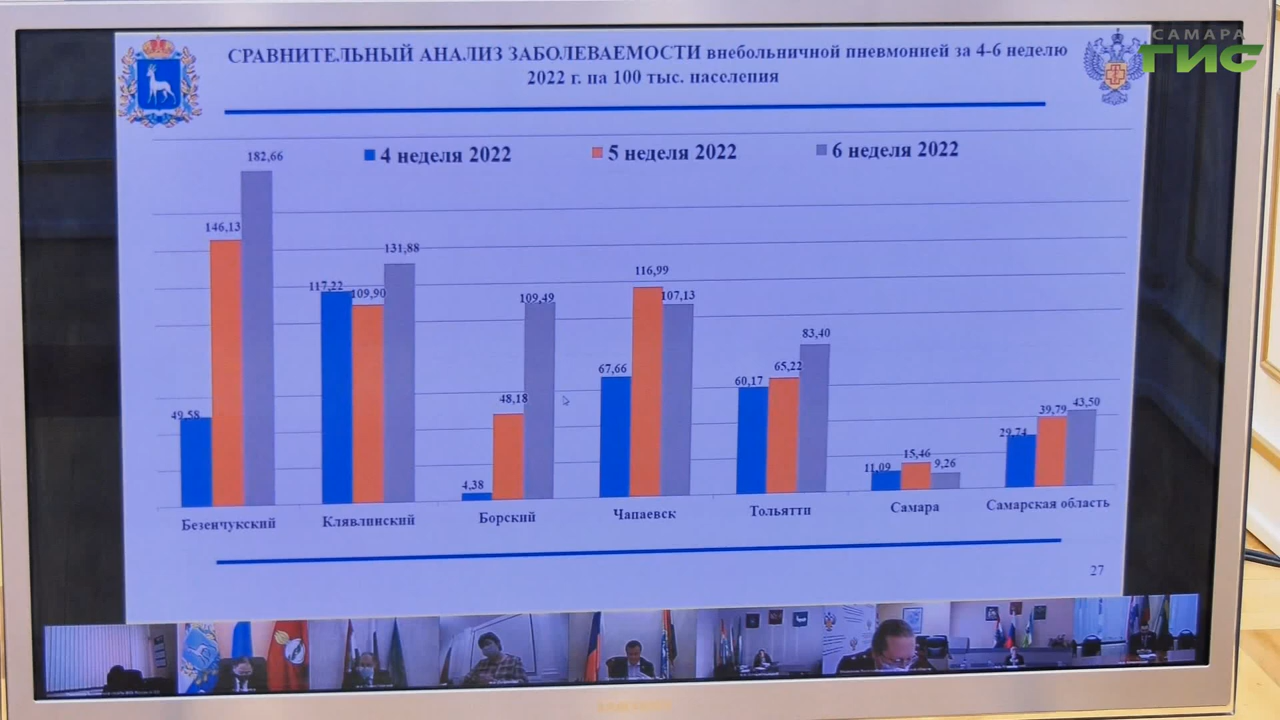 САМАРА
ГИС
СРАВНИТЕЛЬНЫЙ АНАЛИЗ ЗАБОЛЕВАЕМОСТИ внебольничной пневмонией за 4-6 неделю
2022 г. на 100 тыс. населения
4 неделя 2022 5 неделя 2022 6 неделя 2022
49,58 146,13 182,66
117,22 109,90 131,88
4,38 48,18 109,49
67,66 116,99 107,13
60,17 65,22 83,40
11,09 15,46 9,26
29,74 39,79 43,50
Безенчукский Клявлинский Борский Чапаевск Тольятти Самара Самарская область
27